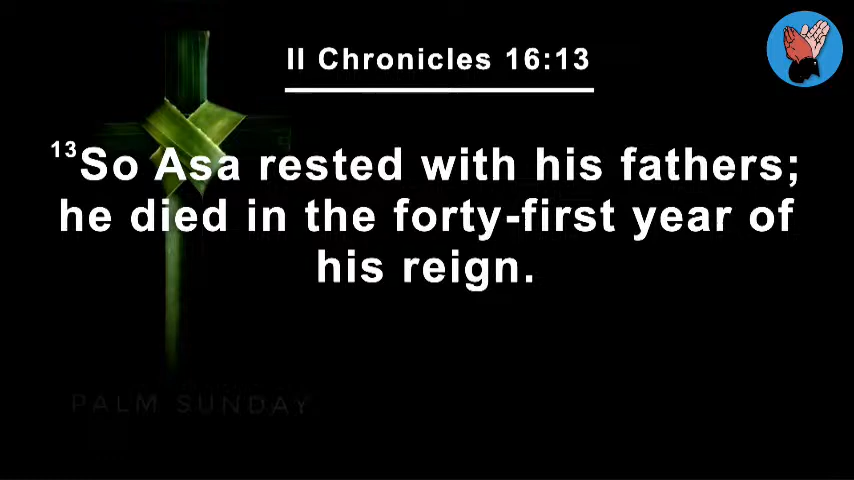 II Chronicles 16:13
13So Asa rested with his fathers;
he died in the forty-first year of
his reign.
PALM SUNDAY